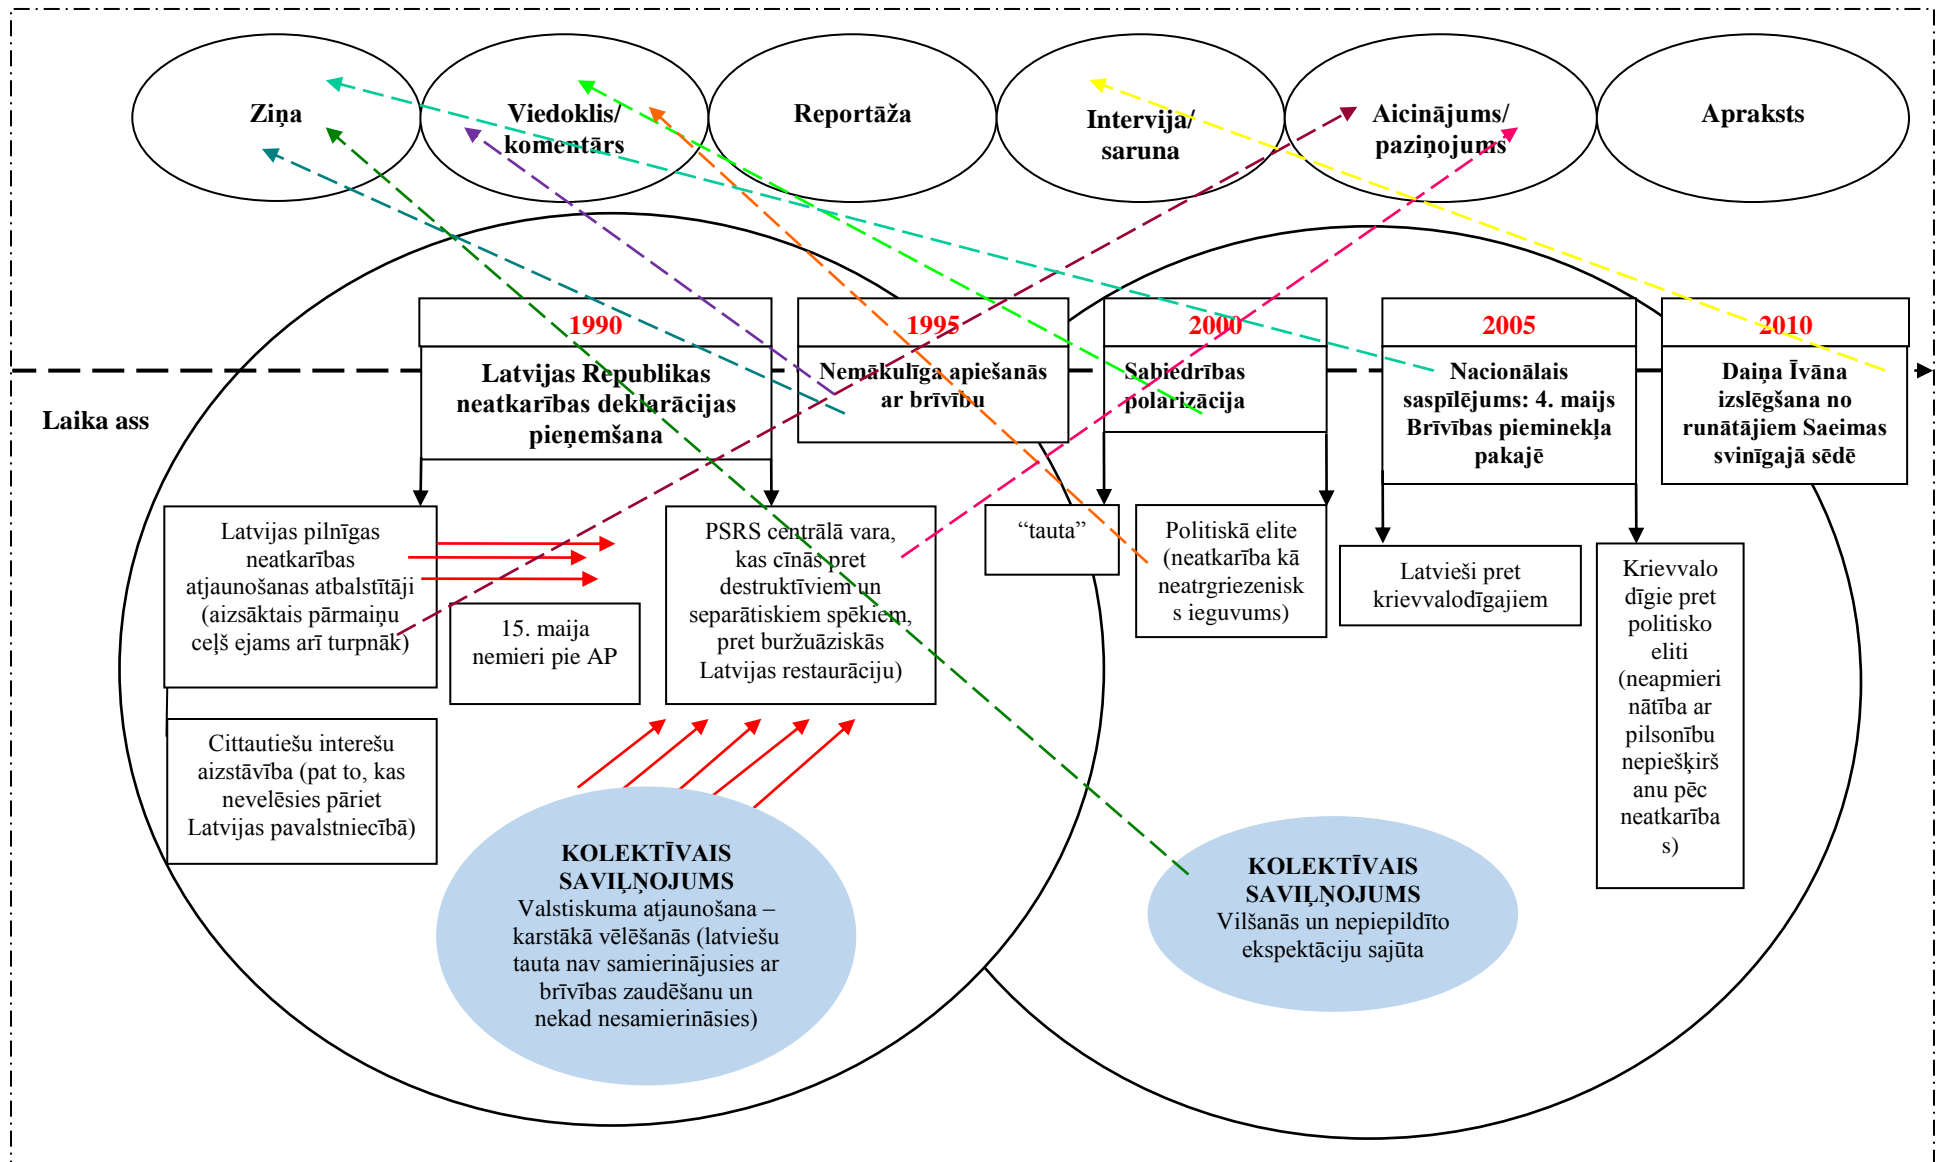 Ziņa
Viedoklis/
komentārs
Reportāža
Intervija/
saruna
Aicinājums/
paziņojums
Apraksts
Laika ass
1990
Latvijas Republikas
neatkarības deklarācijas
pieņemšana
1995
Nemākulīga apiešanās
ar brīvību
2000
Sabiedrības
polarizācija
2005
Nacionālais
saspīlējums: 4. maijs
Brīvības pieminekļa
pakajē
2010
Daiņa Īvāna
izslēgšana no
runātājiem Saeimas
svinīgajā sēdē
Latvijas pilnīgas
neatkarības
atjaunošanas atbalstītāji
(aizsāktais pārmaiņu
ceļš ejams arī turpnāk)
15. maija
nemieri pie AP
PSRS centrālā vara,
kas cīnās pret
destruktīviem un
separātiskiem spēkiem,
pret buržuāziskās
Latvijas restaurāciju)
“tauta”
Politiskā elite
(neatkarība kā
neatrgriezenisk
s ieguvums)
Latvieši pret
krievvalodīgajiem
Krievvalo
dīgie pret
politisko
eliti
(neapmieri
nātība ar
pilsonību
nepiešķirš
anu pēc
neatkarība
s)
Cittautiešu interešu
aizstāvība (pat to, kas
nevelēsies pāriet
Latvijas pavalstniecībā)
KOLEKTĪVAIS
SAVIĻŅOJUMS
Valstiskuma atjaunošana –
karstākā vēlēšanās (latviešu
tauta nav samierinājusies ar
brīvības zaudēšanu un
nekad nesamierināsies)
KOLEKTĪVAIS
SAVIĻŅOJUMS
Vilšanās un nepiepildīto
ekspektāciju sajūta